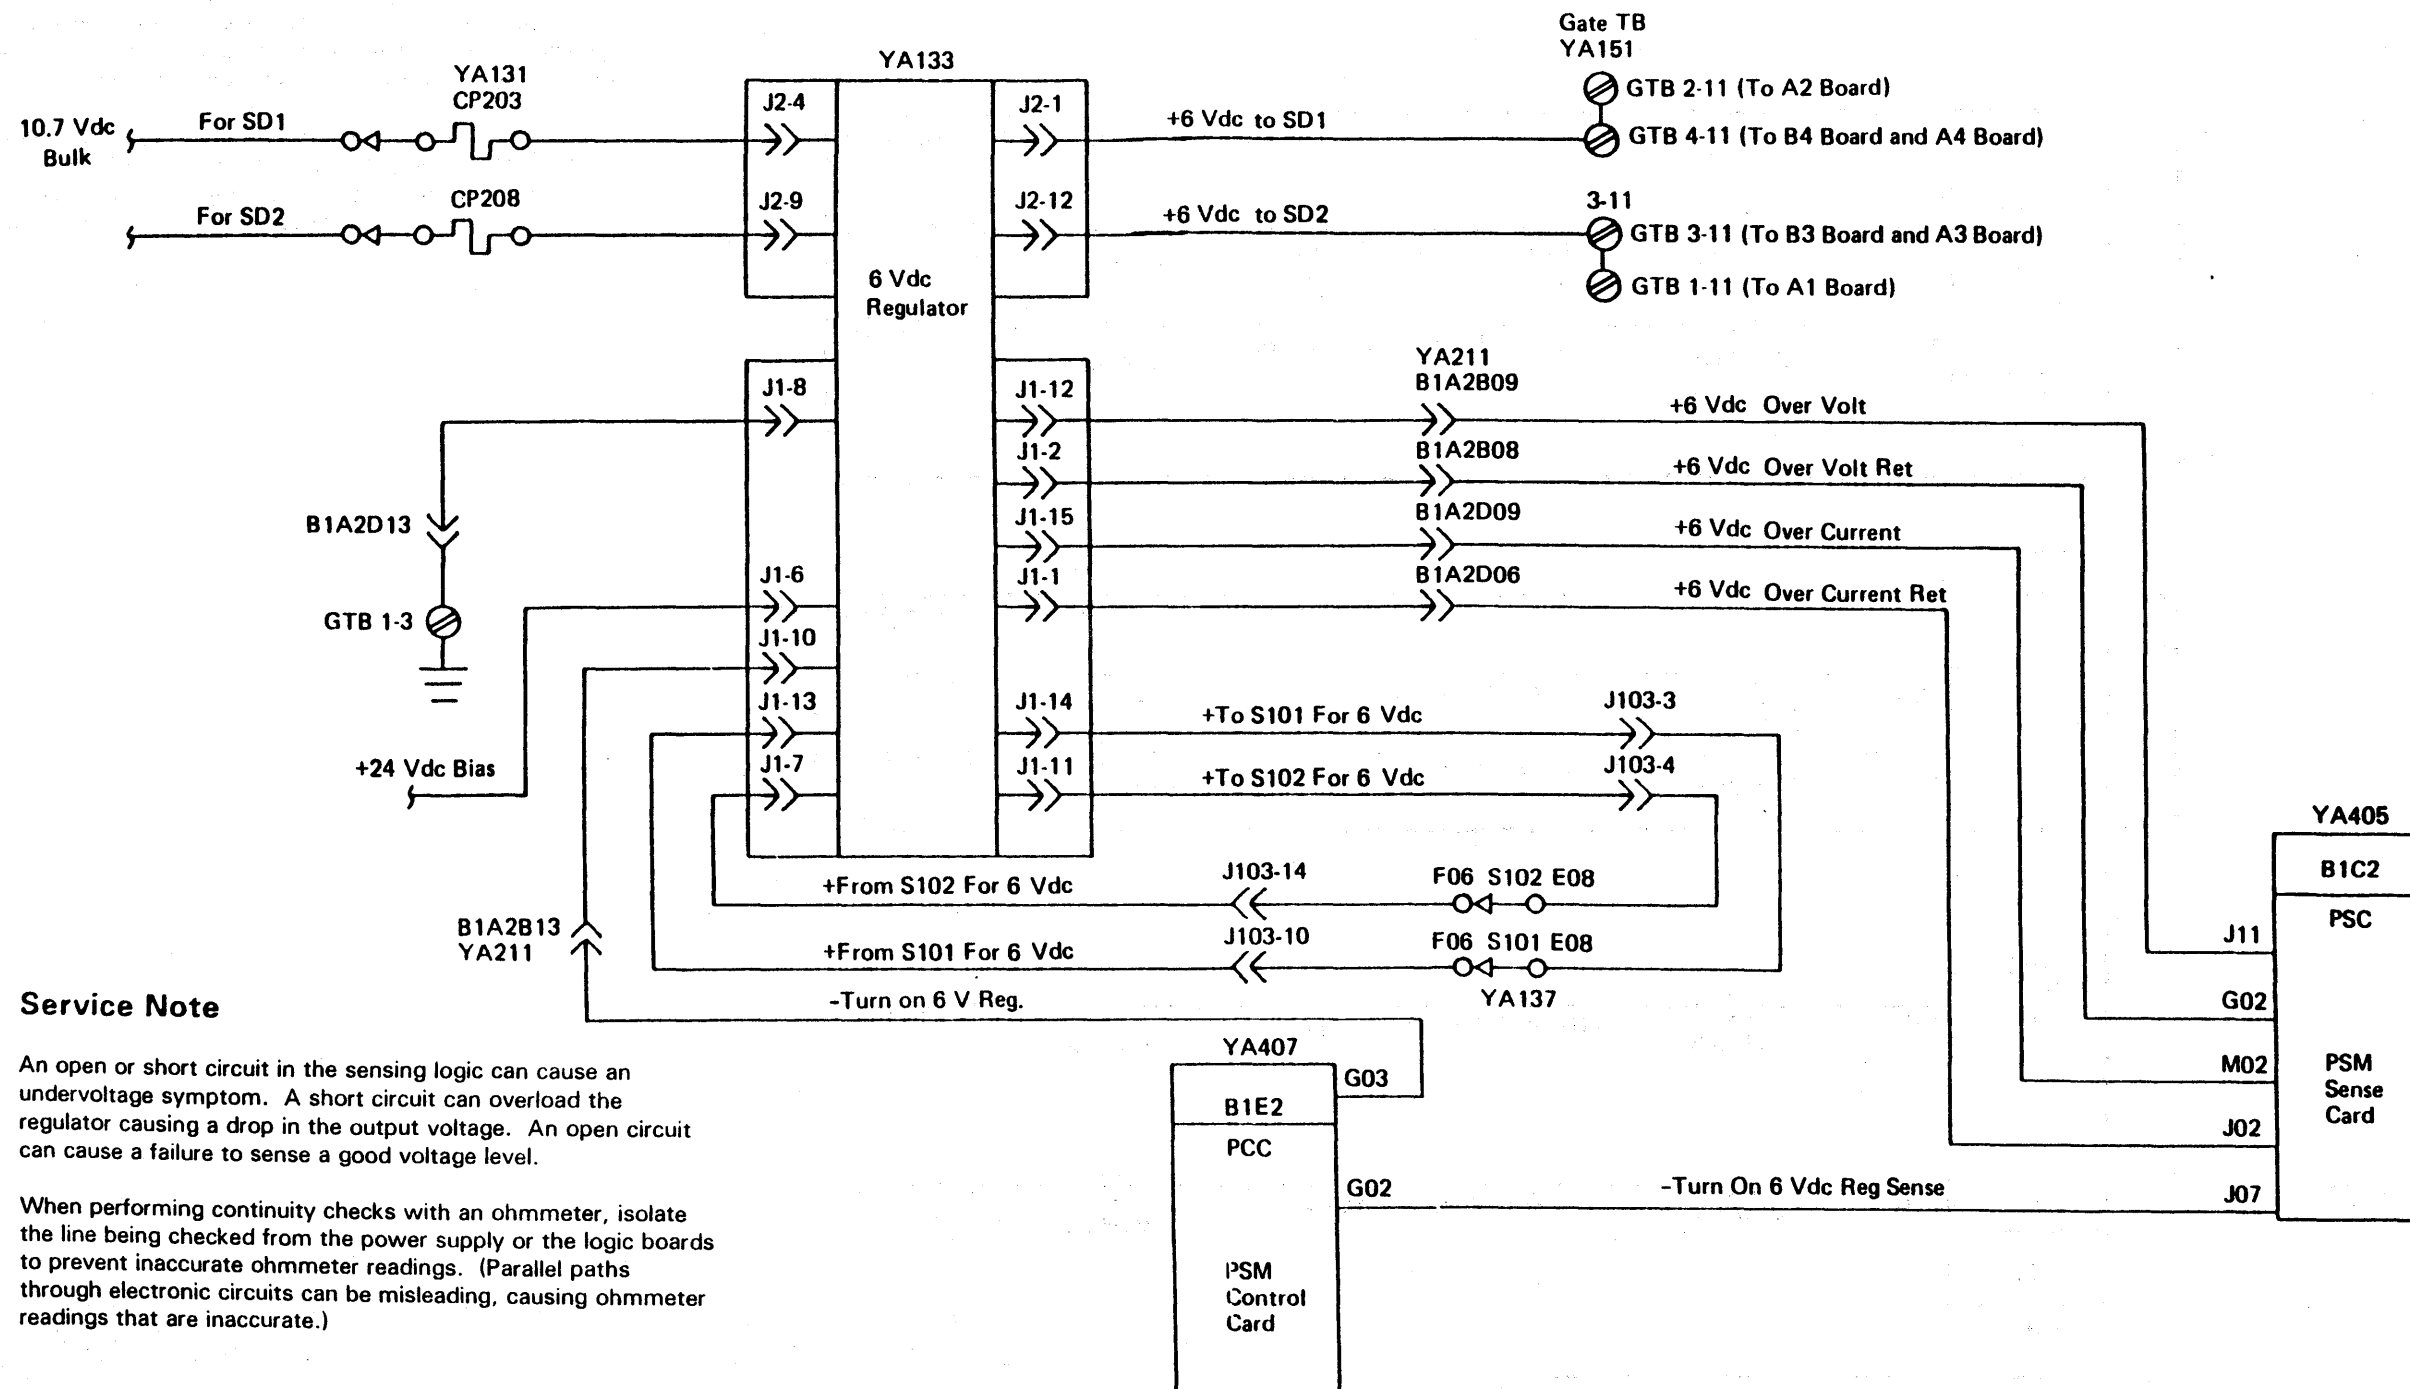 Gate TB
YA151
GTB 2-11 (To A2 Board)
GTB 4-11 (To B4 Board and A4 Board)
3-11
GTB 3-11 (To B3 Board and A3 Board)
GTB 1-11 (To A1 Board)
YA133
YA131
CP203
10.7 Vdc
Bulk
For SD1
J2-4
J2-1
+6 Vdc to SD1
CP208
For SD2
J2-9
J2-12
+6 Vdc to SD2
6 Vdc
Regulator
J1-8
J1-12
YA211
B1A2B09
+6 Vdc Over Volt
J1-2
B1A2B08
+6 Vdc Over Volt Ret
B1A2D13
J1-15
B1A2D09
+6 Vdc Over Current
J1-6
J1-1
B1A2D06
+6 Vdc Over Current Ret
GTB 1-3
J1-10
J1-13
J1-14
+To S101 For 6 Vdc
J103-3
+24 Vdc Bias
J1-7
J1-11
+To S102 For 6 Vdc
J103-4
+From S102 For 6 Vdc
J103-14
F06 S102 E08
B1A2B13
YA211
+From S101 For 6 Vdc
J103-10
F06 S101 E08
YA137
-Turn on 6 V Reg.
YA405
B1C2
PSC
J11
G02
M02
PSM
Sense
Card
J02
J07
YA407
G03
B1E2
PCC
G02
-Turn On 6 Vdc Reg Sense
PSM
Control
Card
Service Note
An open or short circuit in the sensing logic can cause an
undervoltage symptom. A short circuit can overload the
regulator causing a drop in the output voltage. An open circuit
can cause a failure to sense a good voltage level.
When performing continuity checks with an ohmmeter, isolate
the line being checked from the power supply or the logic boards
to prevent inaccurate ohmmeter readings. (Parallel paths
through electronic circuits can be misleading, causing ohmmeter
readings that are inaccurate.)